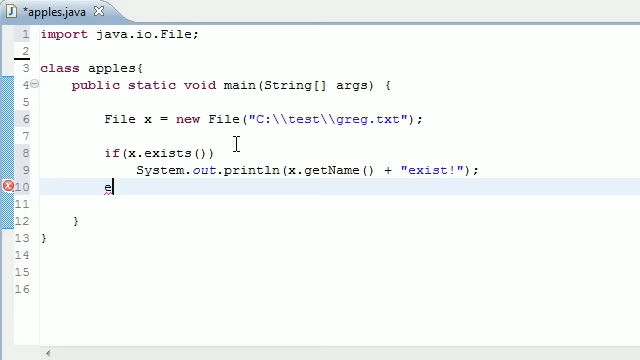 *apples.java
1 import java.io.File;
2
3 class apples{
4 public static void main(String[] args) {
5
6 File x = new File("C:\\test\\greg.txt");
7
8 if(x.exists())
9 System.out.println(x.getName() + "exist!");
10 e
11
12 }
13 }
14
15
16